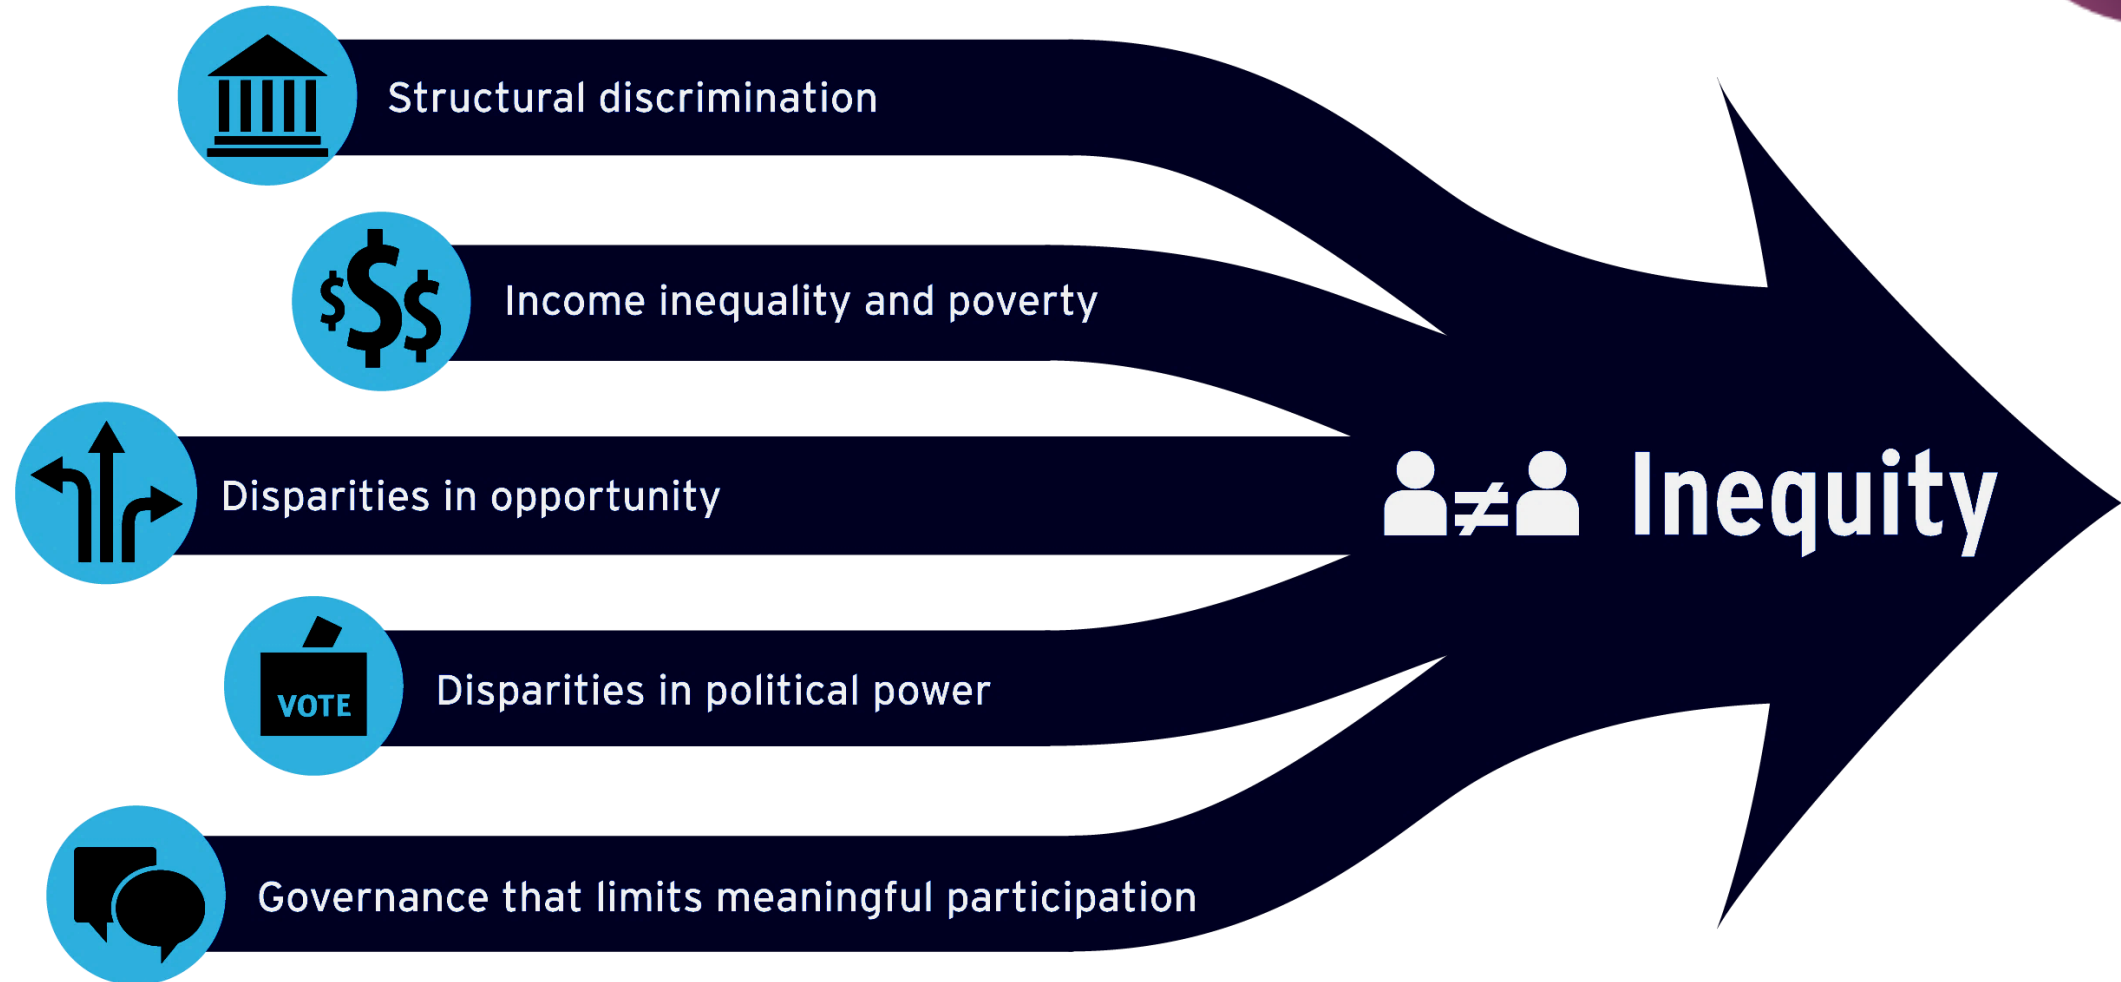 Structural discrimination
$$$
Income inequality and poverty
Disparities in opportunity
≠ Inequity
VOTE
Disparities in political power
Governance that limits meaningful participation